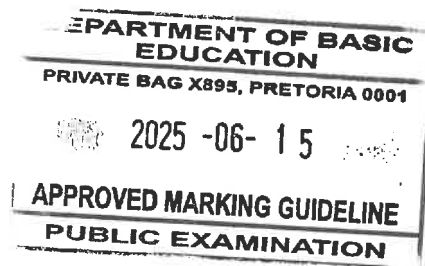 EPARTMENT OF BASIC
EDUCATION
PRIVATE BAG X895, PRETORIA 0001
2025 -06- 15
APPROVED MARKING GUIDELINE
PUBLIC EXAMINATION